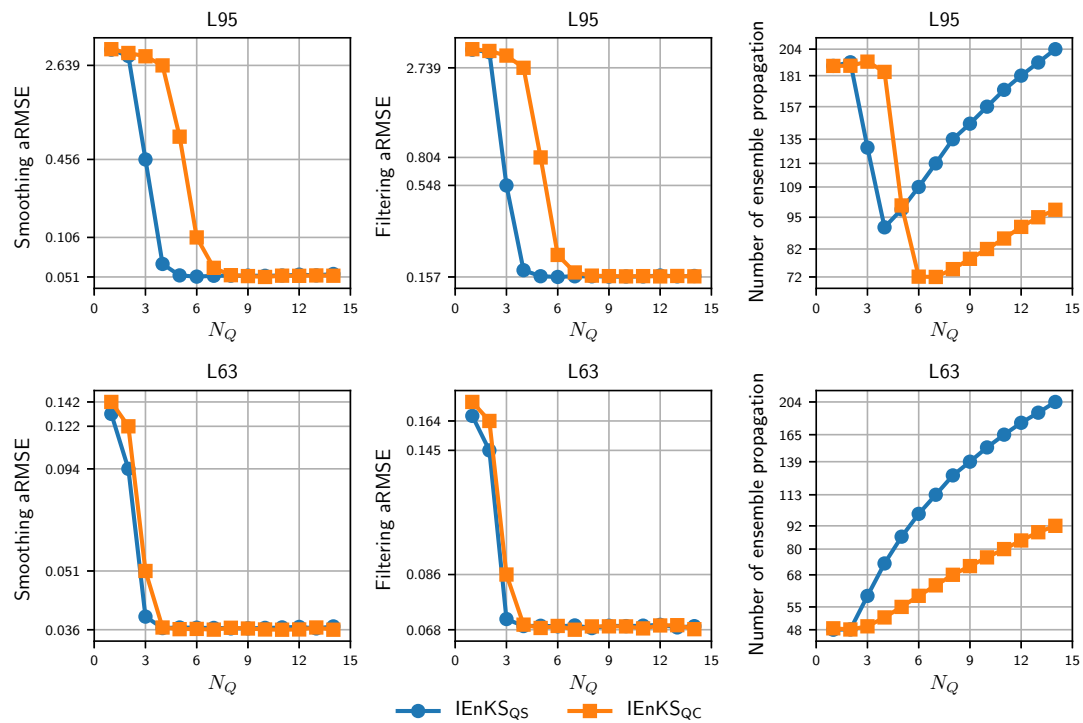 L95
L95
L95
Smoothing aRMSE
2.639
0.456
0.106
0.051
0 3 6 9 12 15
N_Q
Filtering aRMSE
2.739
0.804
0.548
0.157
0 3 6 9 12 15
N_Q
Number of ensemble propagation
204
181
157
135
121
109
95
82
72
0 3 6 9 12 15
N_Q
L63
L63
L63
Smoothing aRMSE
0.142
0.122
0.094
0.051
0.036
0 3 6 9 12 15
N_Q
Filtering aRMSE
0.164
0.145
0.086
0.068
0 3 6 9 12 15
N_Q
Number of ensemble propagation
204
165
139
113
92
80
68
55
48
0 3 6 9 12 15
N_Q
IEnKS_QS
IEnKS_QC